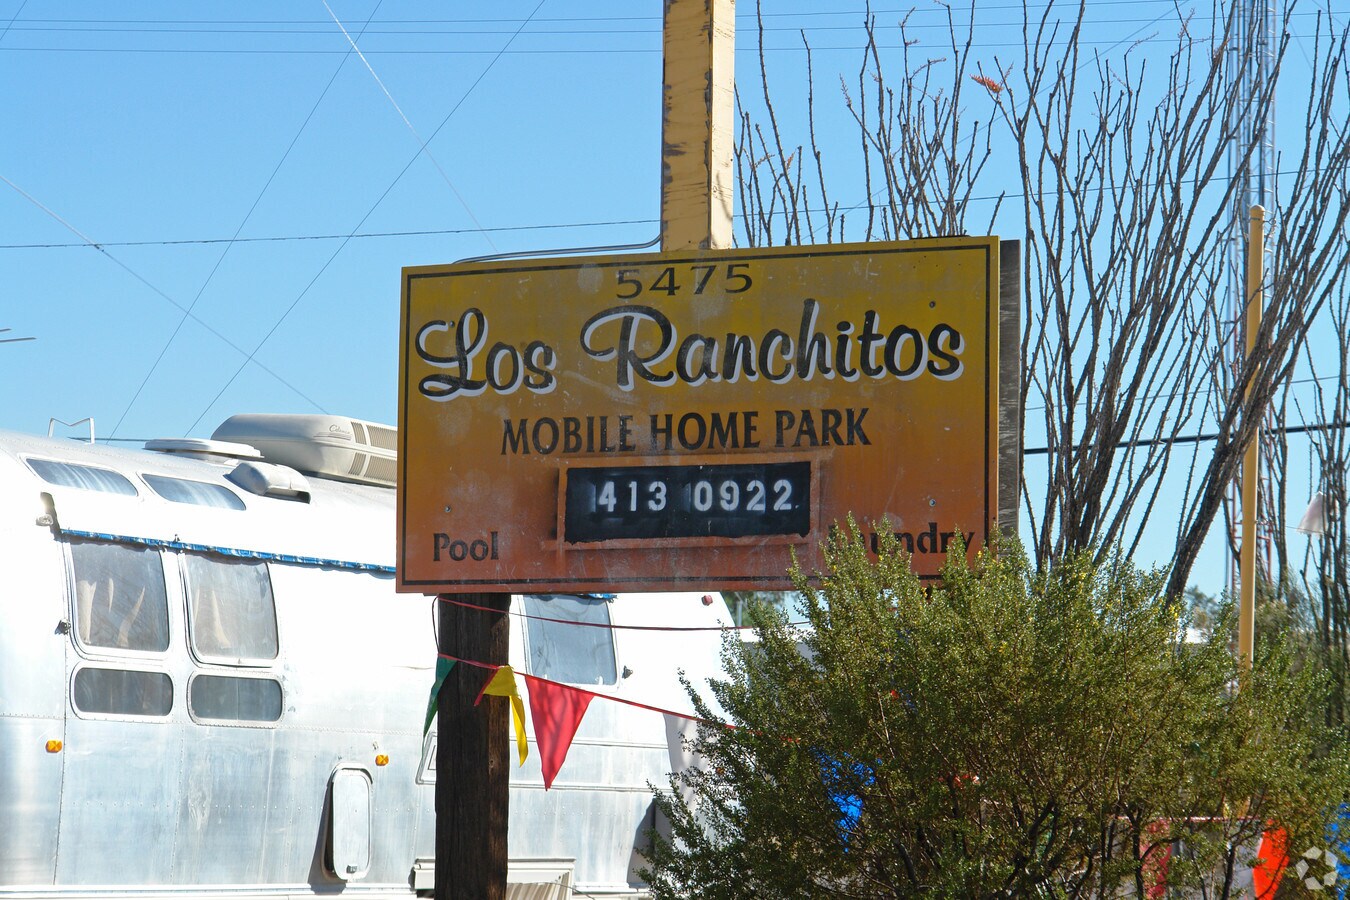 5475
Los Ranchitos
MOBILE HOME PARK
413 0922
Pool